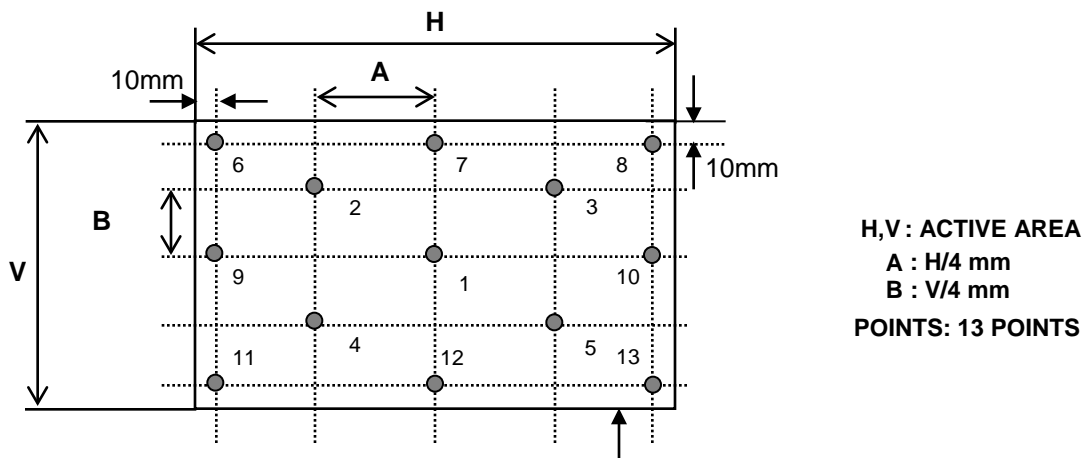 H
A
10mm
6
7
8
10mm
2
3
B
V
9
1
10
H,V : ACTIVE AREA
A : H/4 mm
B : V/4 mm
POINTS: 13 POINTS
4
5
11
12
13